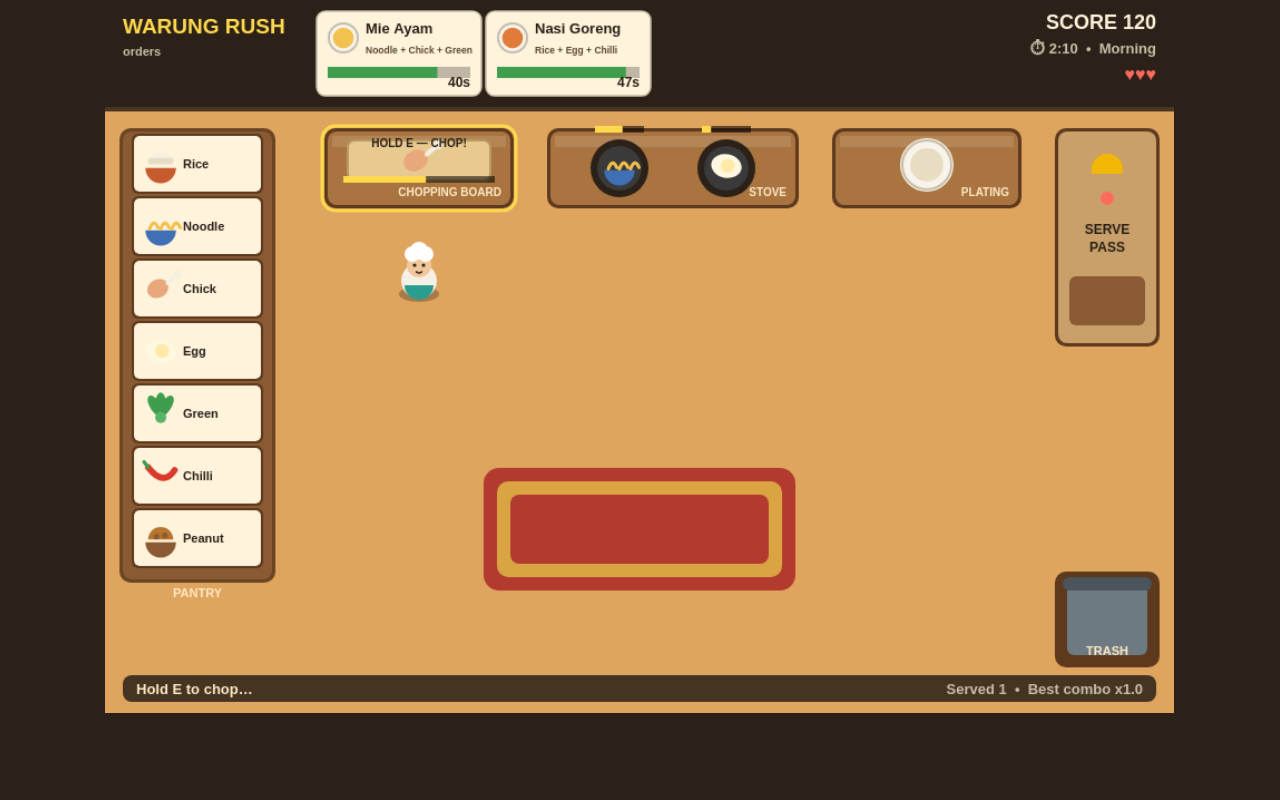 WARUNG RUSH
orders
Mie Ayam
Noodle + Chick + Green
40s
Nasi Goreng
Rice + Egg + Chilli
47s
SCORE 120
⏱ 2:10 • Morning
♥♥♥
Rice
Noodle
Chick
Egg
Green
Chilli
Peanut
PANTRY
HOLD E — CHOP!
CHOPPING BOARD
STOVE
PLATING
SERVE
PASS
TRASH
Hold E to chop…
Served 1 • Best combo x1.0